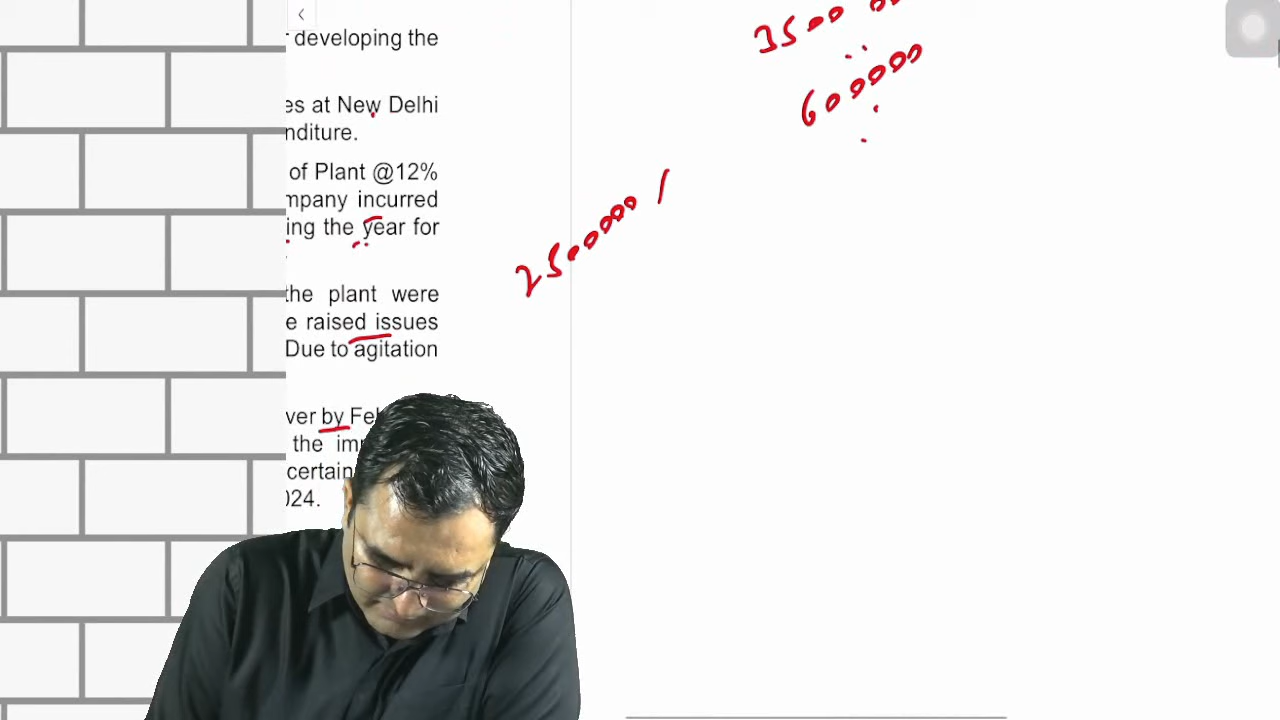 developing the
es at New Delhi
nditure.
of Plant @12%
mpany incurred
ing the year for
the plant were
e raised issues
Due to agitation
ver by Fe
the im
certain
024.
3500
600000
2500000 /